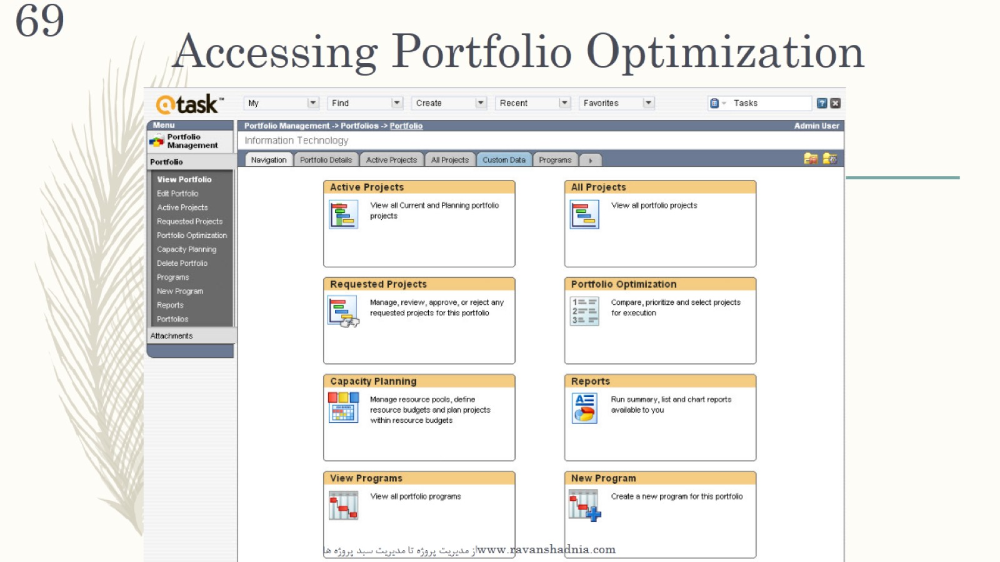 69
Accessing Portfolio Optimization
@task™
My
Find
Create
Recent
Favorites
Tasks
Menu
Portfolio
Management
Portfolio
View Portfolio
Edit Portfolio
Active Projects
Requested Projects
Portfolio Optimization
Capacity Planning
Delete Portfolio
Programs
New Program
Reports
Portfolios
Attachments
Portfolio Management -> Portfolios -> Portfolio
Admin User
Information Technology
Navigation
Portfolio Details
Active Projects
All Projects
Custom Data
Programs
Active Projects
View all Current and Planning portfolio
projects
All Projects
View all portfolio projects
Requested Projects
Manage, review, approve, or reject any
requested projects for this portfolio
Portfolio Optimization
1
2
3
Compare, prioritize and select projects
for execution
Capacity Planning
Manage resource pools, define
resource budgets and plan projects
within resource budgets
Reports
A
Run summary, list and chart reports
available to you
View Programs
View all portfolio programs
New Program
Create a new program for this portfolio
از مدیریت پروژه تا مدیریت سبد پروژه ها www.ravanshadnia.com